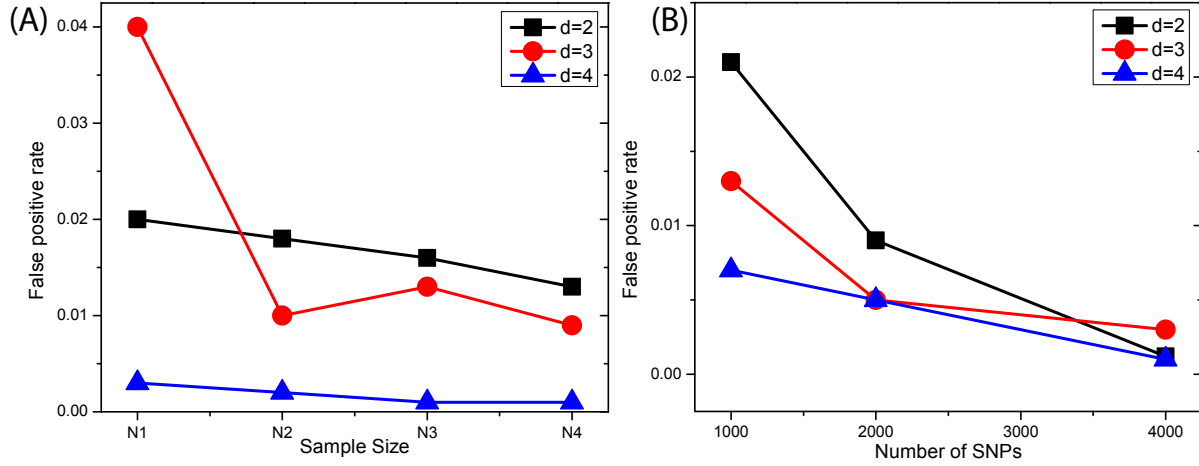 (A)
d=2
d=3
d=4
False positive rate
0.04
0.03
0.02
0.01
0.00
N1
N2
N3
N4
Sample Size
(B)
d=2
d=3
d=4
False positive rate
0.02
0.01
0.00
1000
2000
3000
4000
Number of SNPs